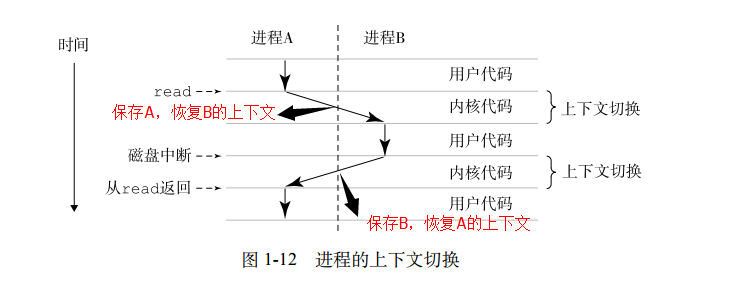 进程A 进程B
时间
用户代码
read
保存A，恢复B的上下文
内核代码
上下文切换
用户代码
磁盘中断
内核代码
上下文切换
从read返回
用户代码
保存B，恢复A的上下文
图 1-12 进程的上下文切换